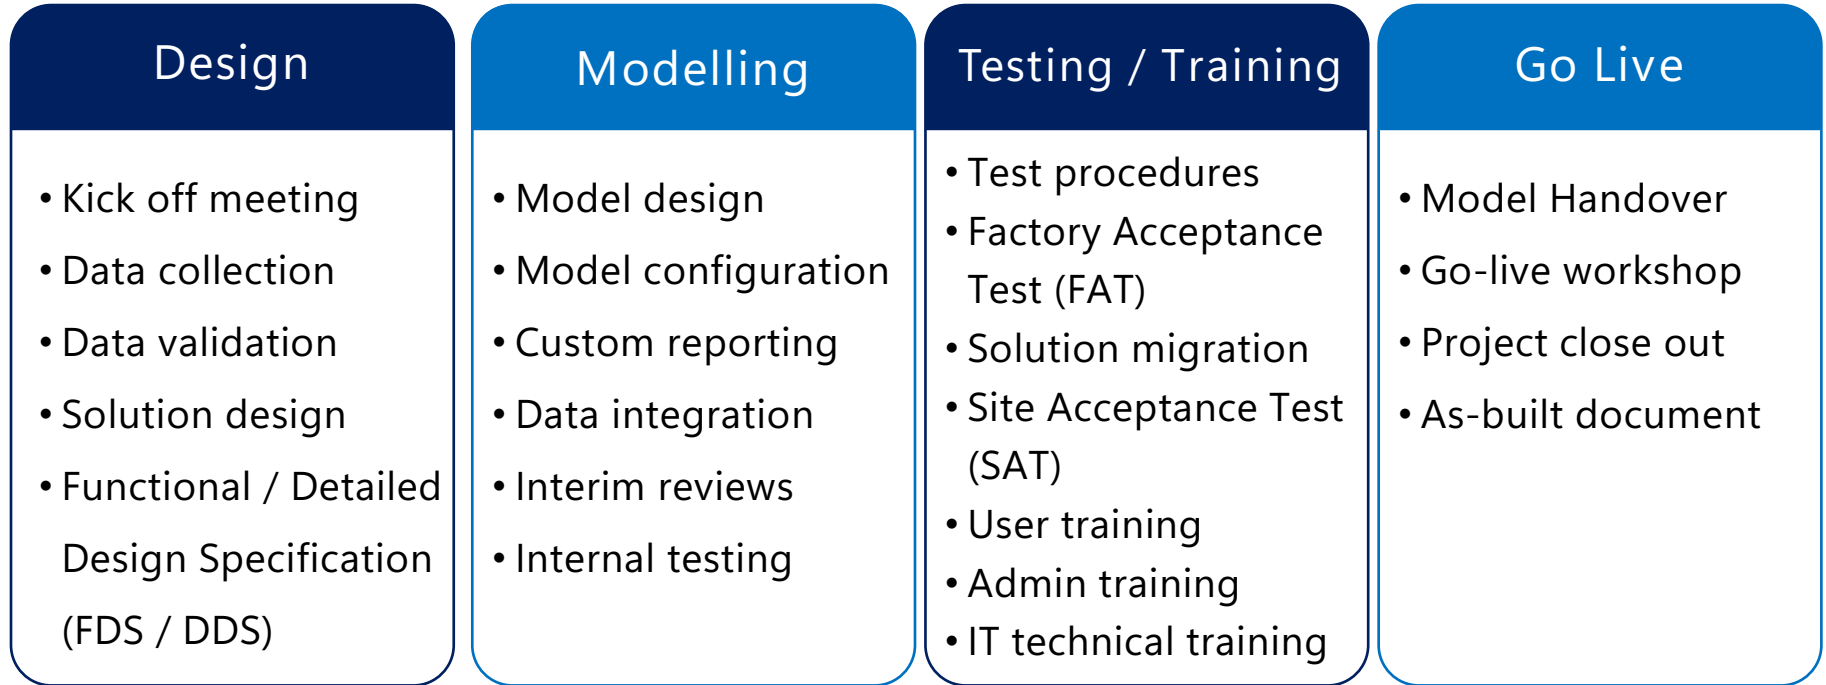 Design
• Kick off meeting
• Data collection
• Data validation
• Solution design
• Functional / Detailed
Design Specification
(FDS / DDS)
Modelling
• Model design
• Model configuration
• Custom reporting
• Data integration
• Interim reviews
• Internal testing
Testing / Training
• Test procedures
• Factory Acceptance
Test (FAT)
• Solution migration
• Site Acceptance Test
(SAT)
• User training
• Admin training
• IT technical training
Go Live
• Model Handover
• Go-live workshop
• Project close out
• As-built document